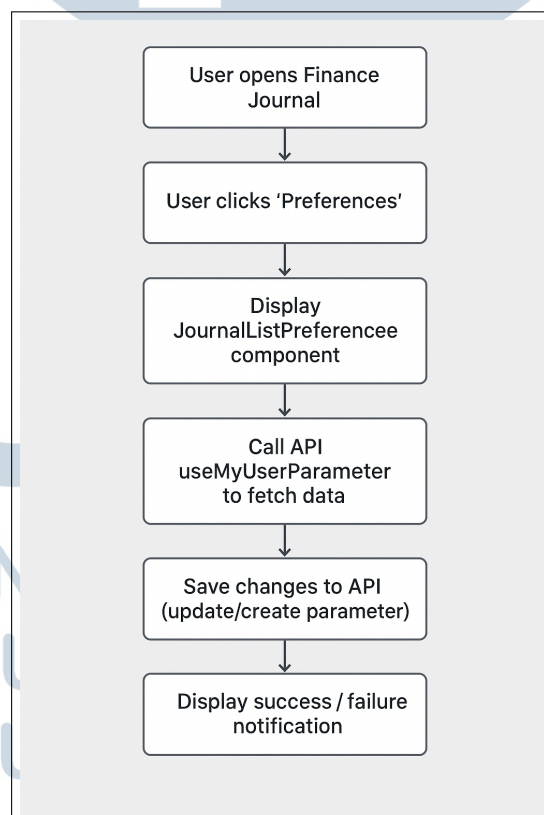 User opens Finance
Journal
User clicks ‘Preferences’
Display
JournalListPreferencee
component
Call API
useMyUserParameter
to fetch data
Save changes to API
(update/create parameter)
Display success / failure
notification